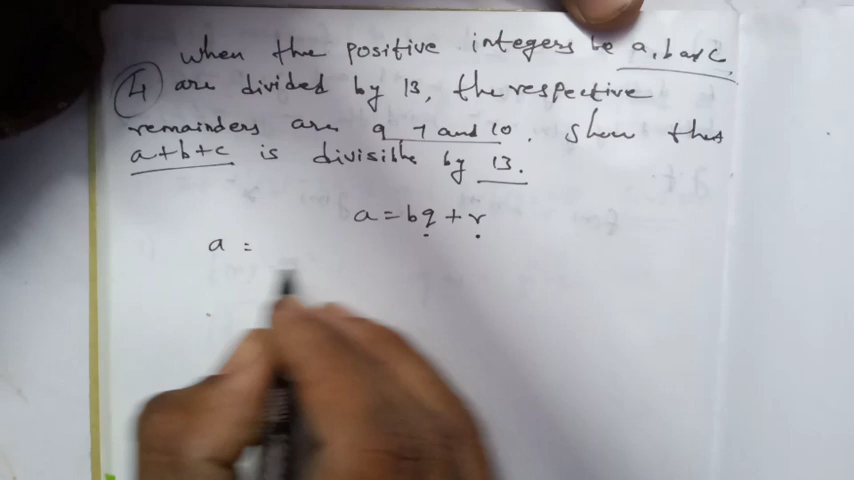 When the positive integers be a, b and c
4 are divided by 13, the respective
remainders are 9 7 and 10. Show that
a+b+c is divisible by 13.
a = bq + r
a =